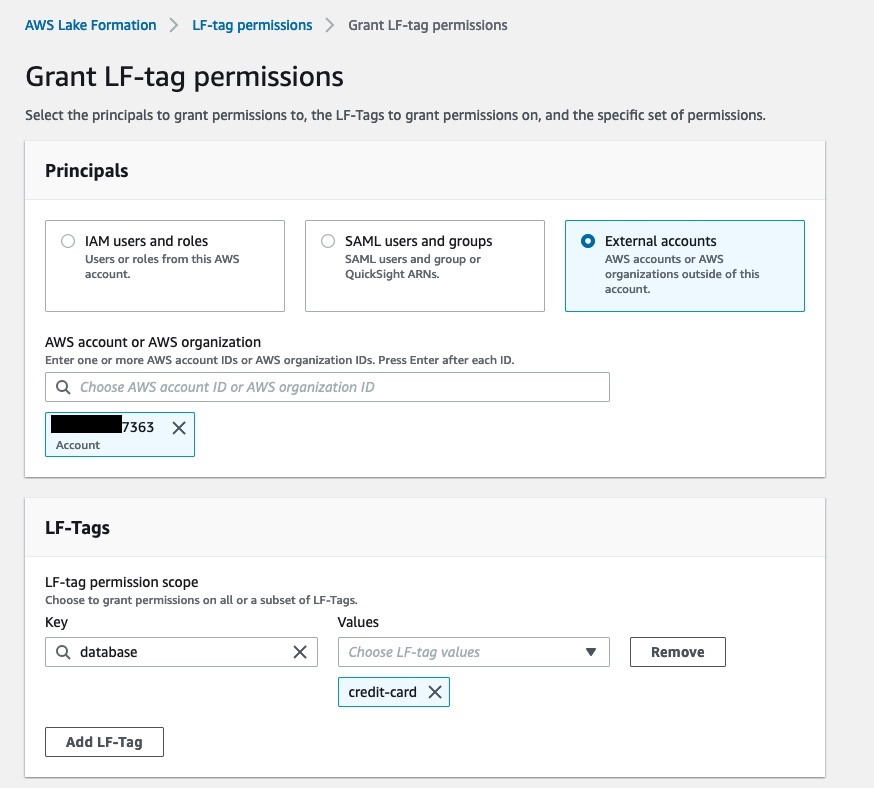 AWS Lake Formation > LF-tag permissions > Grant LF-tag permissions
Grant LF-tag permissions
Select the principals to grant permissions to, the LF-Tags to grant permissions on, and the specific set of permissions.
Principals
IAM users and roles
Users or roles from this AWS
account.
SAML users and groups
SAML users and group or
QuickSight ARNs.
External accounts
AWS accounts or AWS
organizations outside of this
account.
AWS account or AWS organization
Enter one or more AWS account IDs or AWS organization IDs. Press Enter after each ID.
Choose AWS account ID or AWS organization ID
7363
Account
LF-Tags
LF-tag permission scope
Choose to grant permissions on all or a subset of LF-Tags.
Key
Values
database
Choose LF-tag values
Remove
credit-card
Add LF-Tag